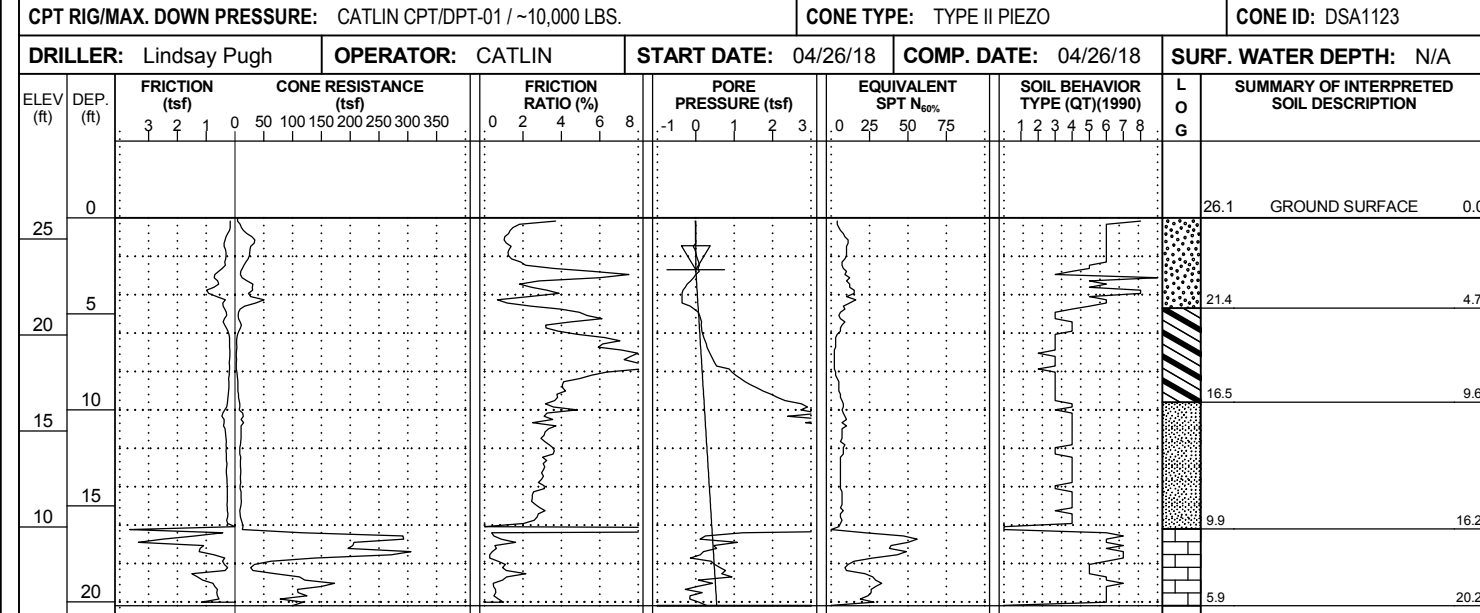 CPT RIG/MAX. DOWN PRESSURE: CATLIN CPT/DPT-01 / ~10,000 LBS. CONE TYPE: TYPE II PIEZO CONE ID: DSA1123
DRILLER: Lindsay Pugh OPERATOR: CATLIN START DATE: 04/26/18 COMP. DATE: 04/26/18 SURF. WATER DEPTH: N/A
ELEV (ft)
DEP. (ft)
FRICTION
(tsf)
3 2 1 0
CONE RESISTANCE
(tsf)
50 100 150 200 250 300 350
FRICTION
RATIO (%)
0 2 4 6 8
PORE
PRESSURE (tsf)
-1 0 1 2 3
EQUIVALENT
SPT N60%
0 25 50 75
SOIL BEHAVIOR
TYPE (QT)(1990)
1 2 3 4 5 6 7 8
L
O
G
SUMMARY OF INTERPRETED
SOIL DESCRIPTION
0
26.1 GROUND SURFACE 0.0
25
5
21.4 4.7
20
16.5 9.6
10
15
15
10
9.9 16.2
20
5.9 20.2